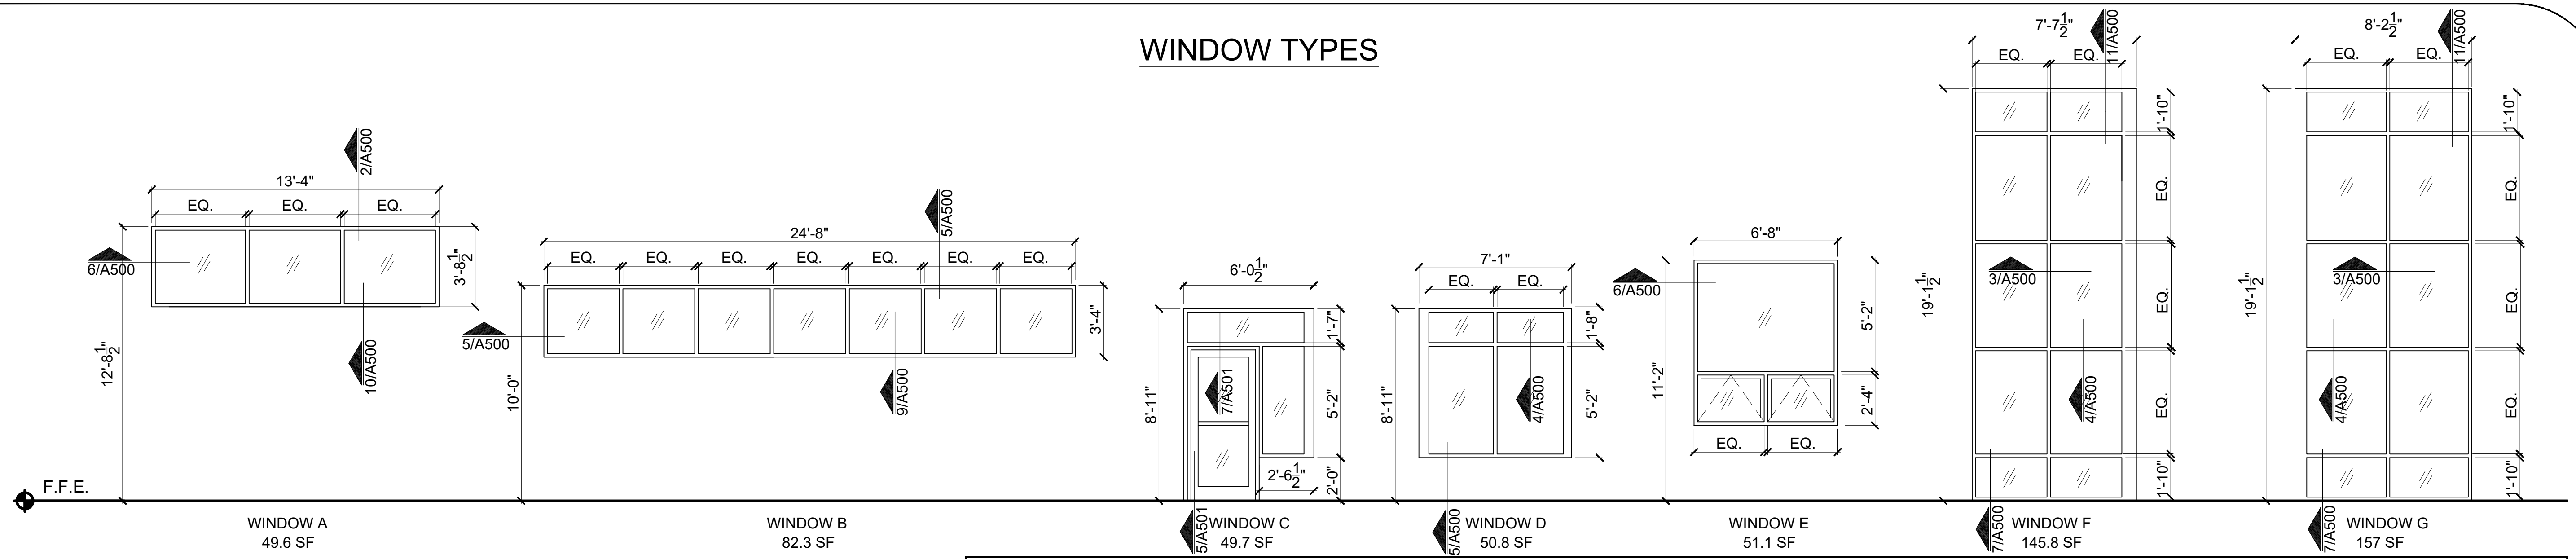 WINDOW TYPES
13'-4"
EQ. EQ. EQ.
2/A500
6/A500
3'-8 1/2"
12'-8 1/2"
10/A500
24'-8"
EQ. EQ. EQ. EQ. EQ. EQ. EQ.
5/A500
5/A500
3'-4"
10'-0"
9/A500
6'-0 1/2"
1'-7"
8'-11"
7/A501
5'-2"
2'-6 1/2"
2'-0"
5/A501
7'-1"
EQ. EQ.
1'-8"
8'-11"
4/A500
5'-2"
5/A500
6'-8"
6/A500
5'-2"
11'-2"
2'-4"
EQ. EQ.
7'-7 1/2"
11/A500
EQ. EQ.
1'-10"
EQ.
3/A500
19'-1 1/2"
EQ.
4/A500
EQ.
1'-10"
7/A500
8'-2 1/2"
11/A500
EQ. EQ.
1'-10"
EQ.
3/A500
19'-1 1/2"
EQ.
4/A500
EQ.
1'-10"
7/A500
F.F.E.
WINDOW A
49.6 SF
WINDOW B
82.3 SF
WINDOW C
49.7 SF
WINDOW D
50.8 SF
WINDOW E
51.1 SF
WINDOW F
145.8 SF
WINDOW G
157 SF